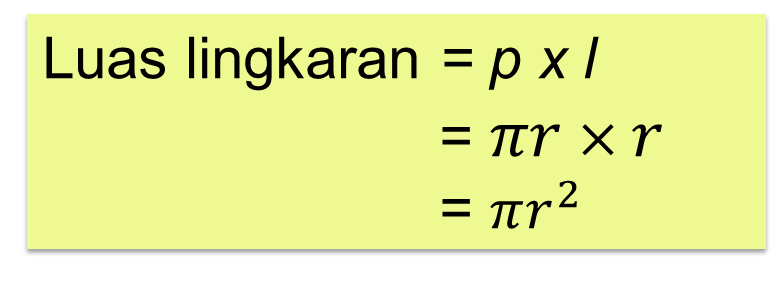 Luas lingkaran = p x l
= 𝜋𝑟 × 𝑟
= 𝜋𝑟²